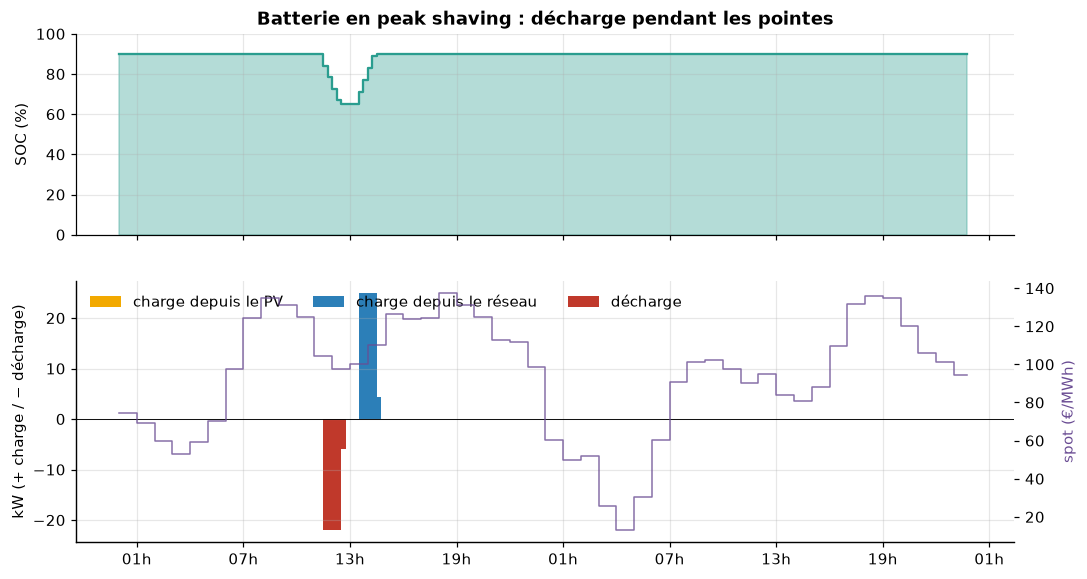 Batterie en peak shaving : décharge pendant les pointes
100
80
60
40
20
0
SOC (%)
charge depuis le PV
charge depuis le réseau
décharge
20
10
0
−10
−20
kW (+ charge / − décharge)
140
120
100
80
60
40
20
spot (€/MWh)
01h 07h 13h 19h 01h 07h 13h 19h 01h